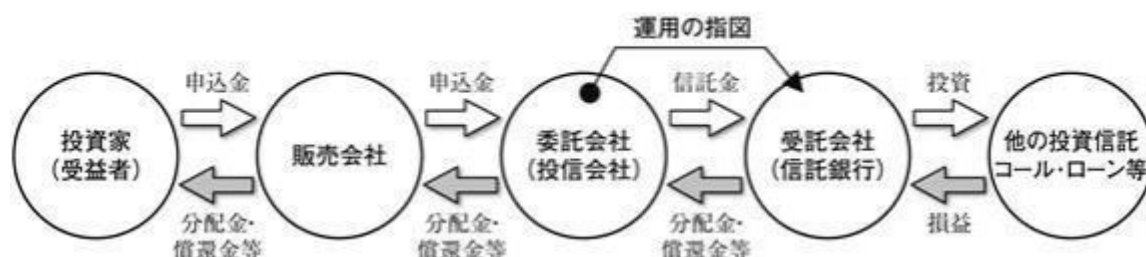 運用の指図
申込金
申込金
信託金
投資
投資家
(受益者)
販売会社
委託会社
(投信会社)
受託会社
(信託銀行)
他の投資信託
コール・ローン等
分配金・
償還金等
分配金・
償還金等
分配金・
償還金等
損益